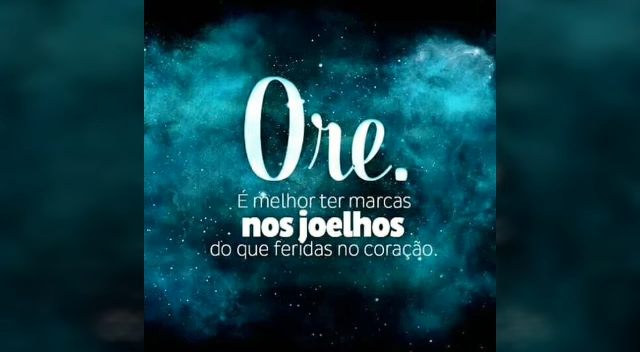 Ore.
É melhor ter marcas
nos joelhos
do que feridas no coração.